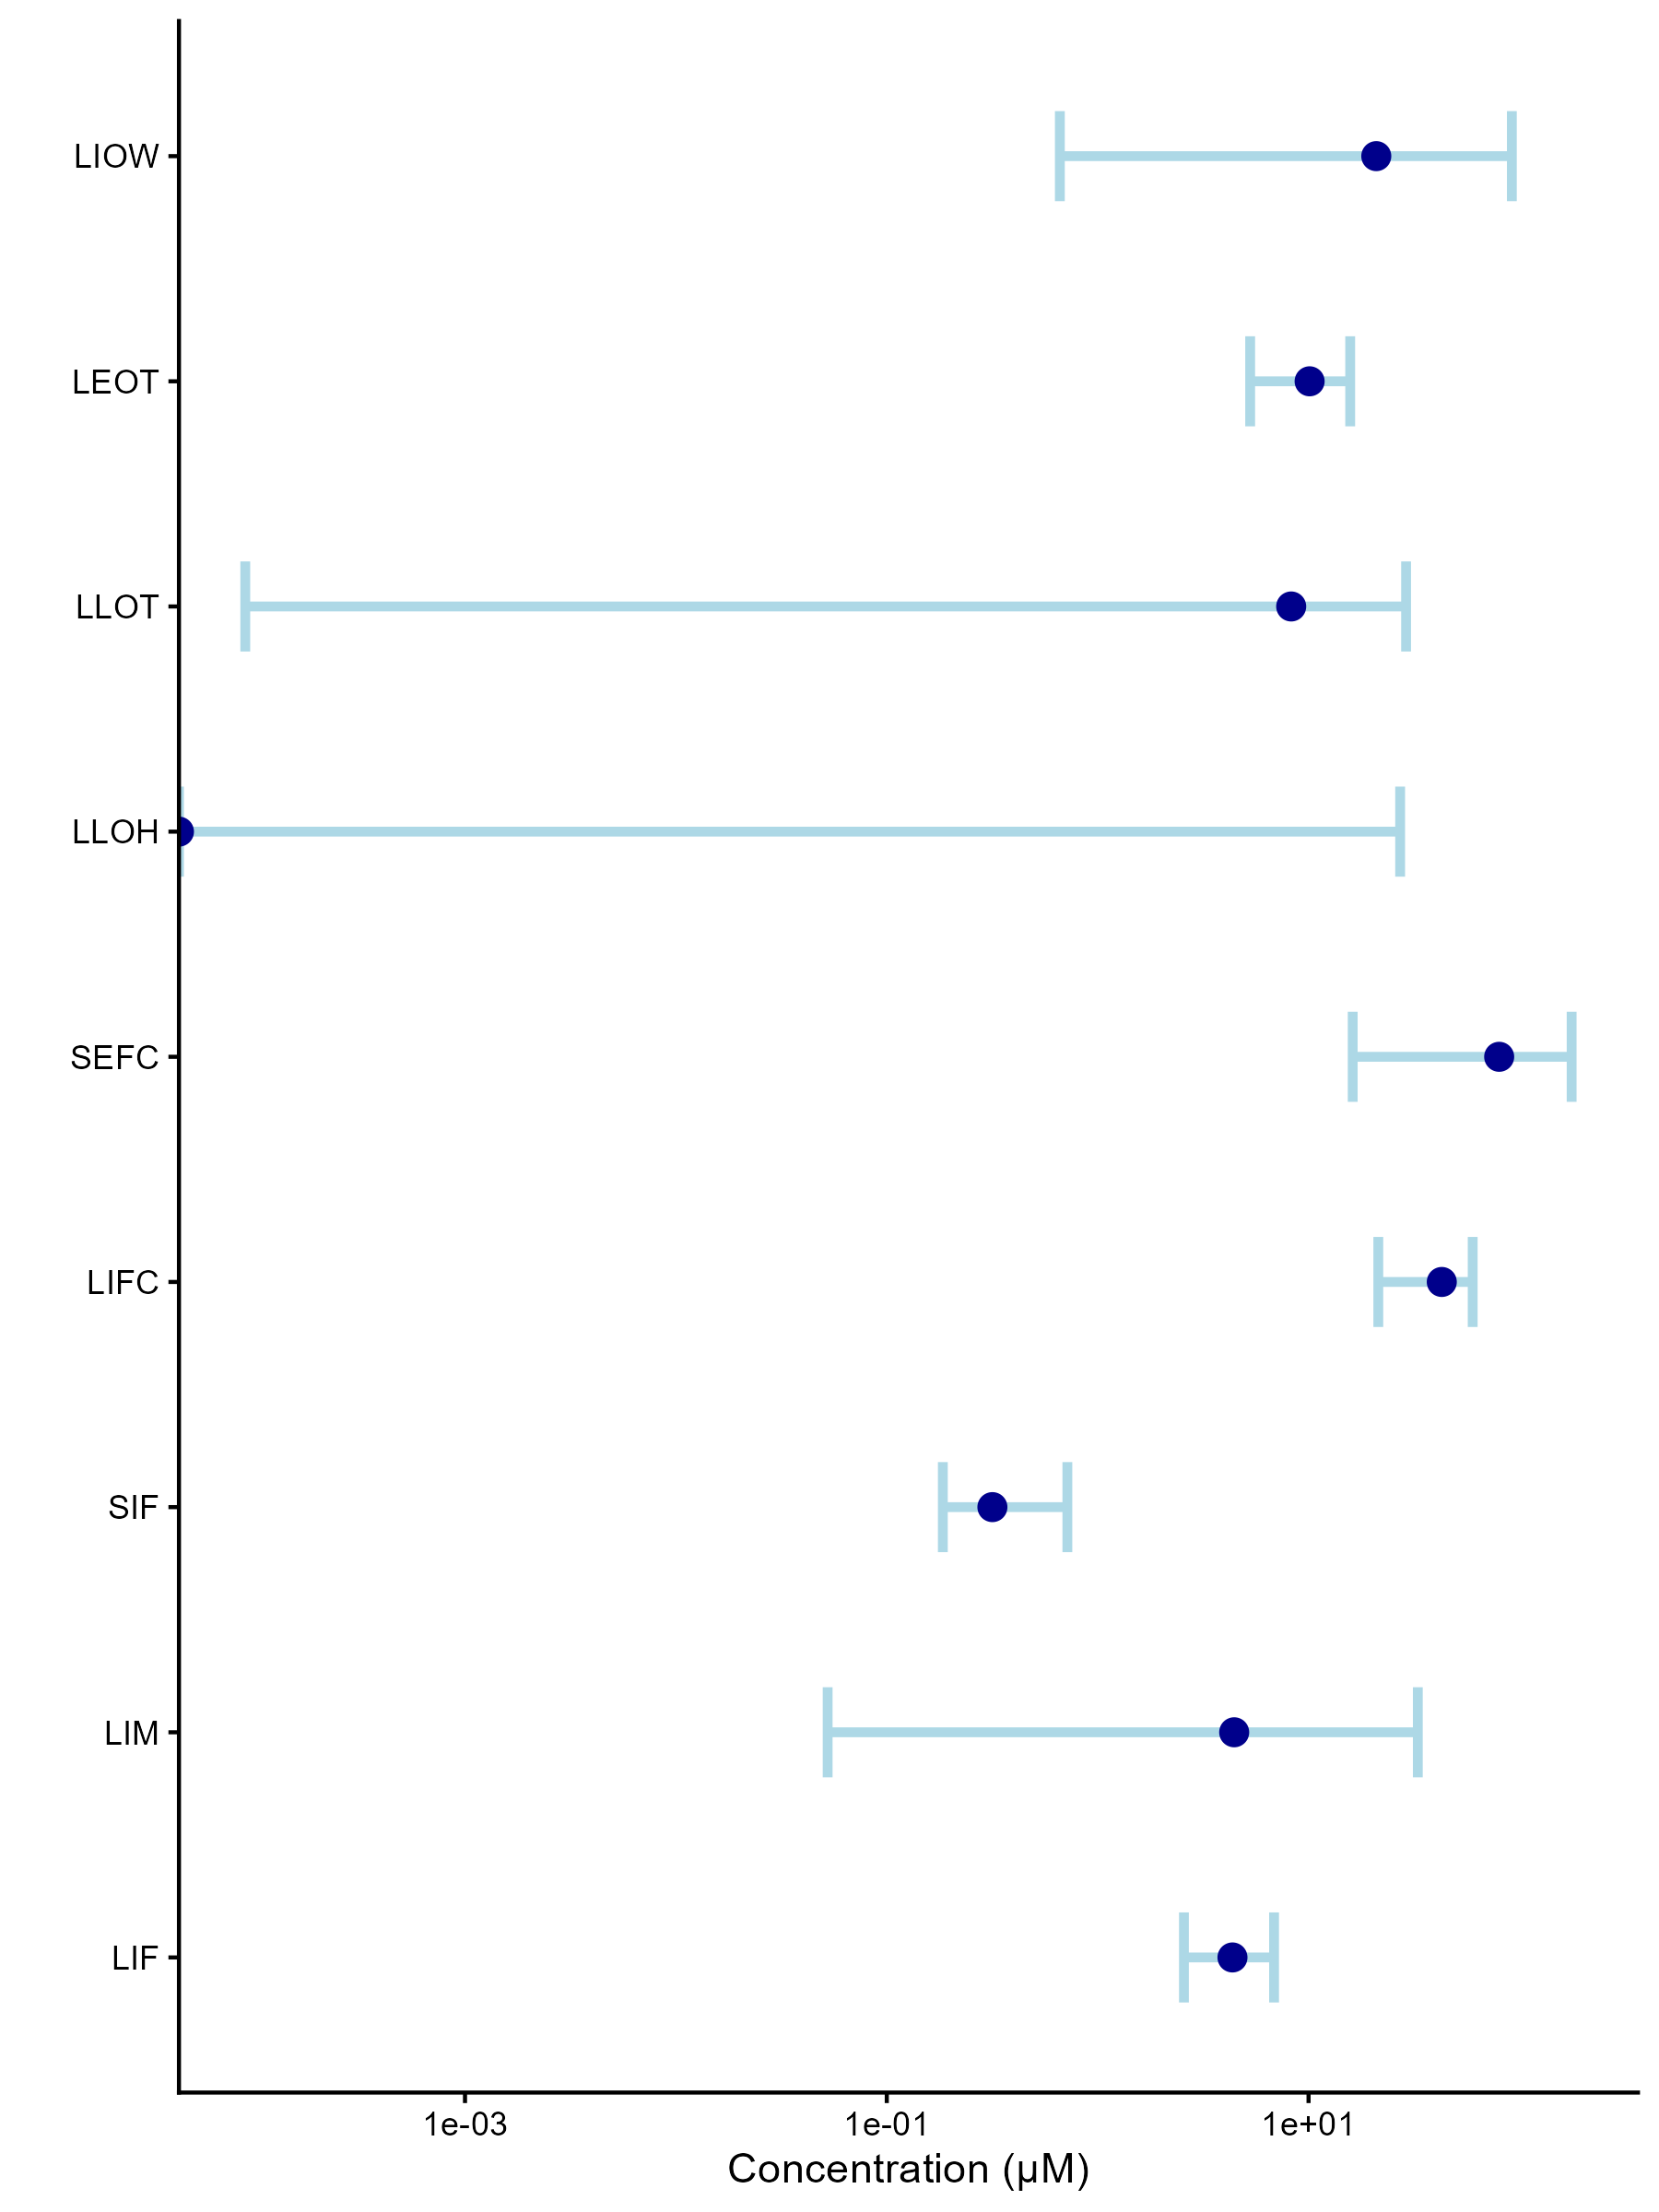 LIOW
LEOT
LLOT
LLOH
SEFC
LIFC
SIF
LIM
LIF
1e-03 1e-01 1e+01
Concentration (μM)